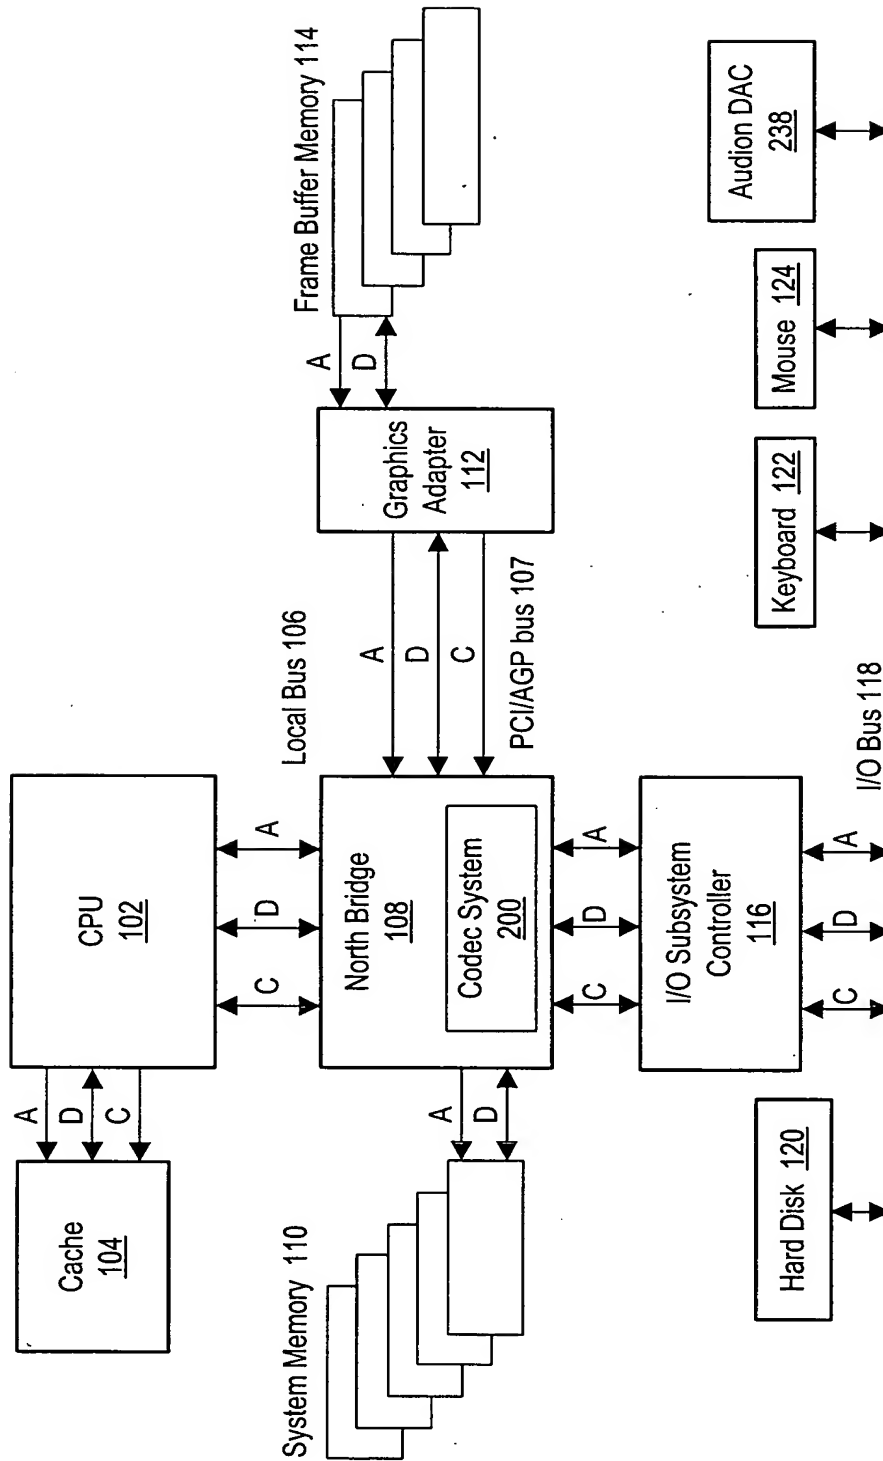 Cache
104
A
D
C
CPU
102
C
D
A
Local Bus 106
System Memory 110
A
D
North Bridge
108
Codec System
200
A
D
C
PCI/AGP bus 107
Graphics
Adapter
112
A
D
Frame Buffer Memory 114
C
D
A
I/O Subsystem
Controller
116
C
D
A
I/O Bus 118
Hard Disk 120
Keyboard 122
Mouse 124
Audion DAC
238